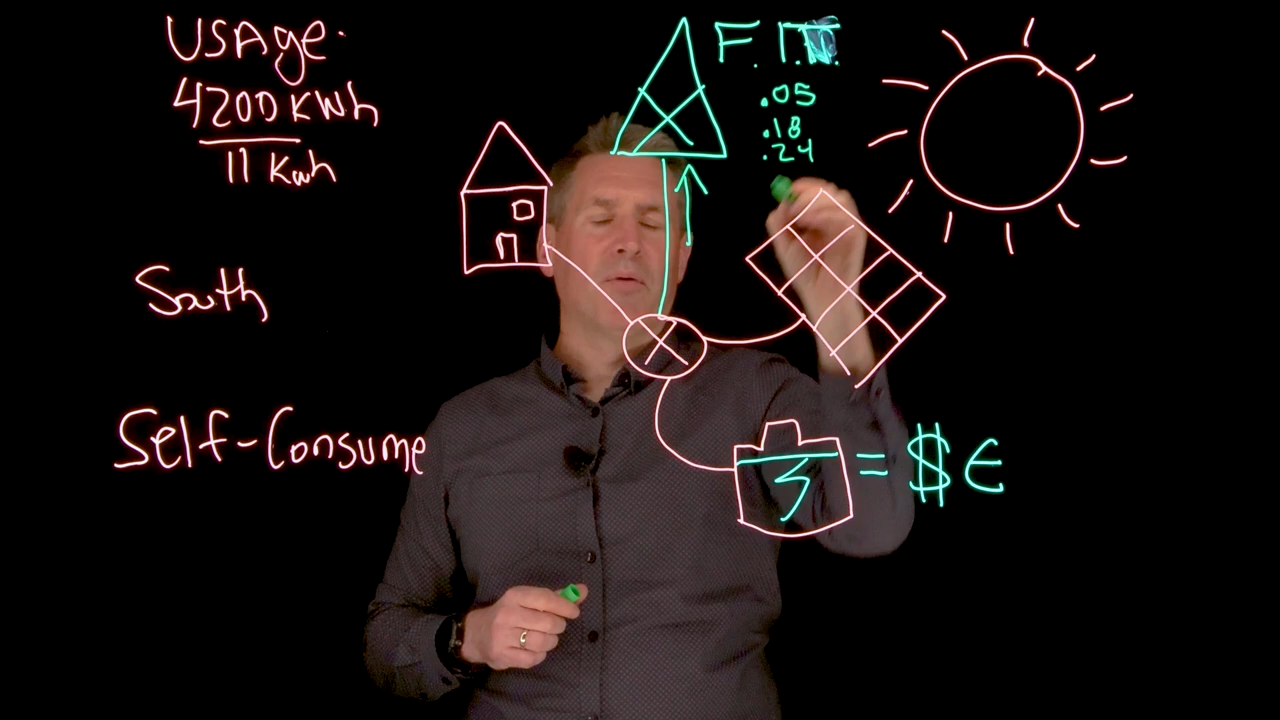 Usage:
4200 KWh
11 Kwh
South
Self-Consume
F.I.
.05
.18
.24
= $ €